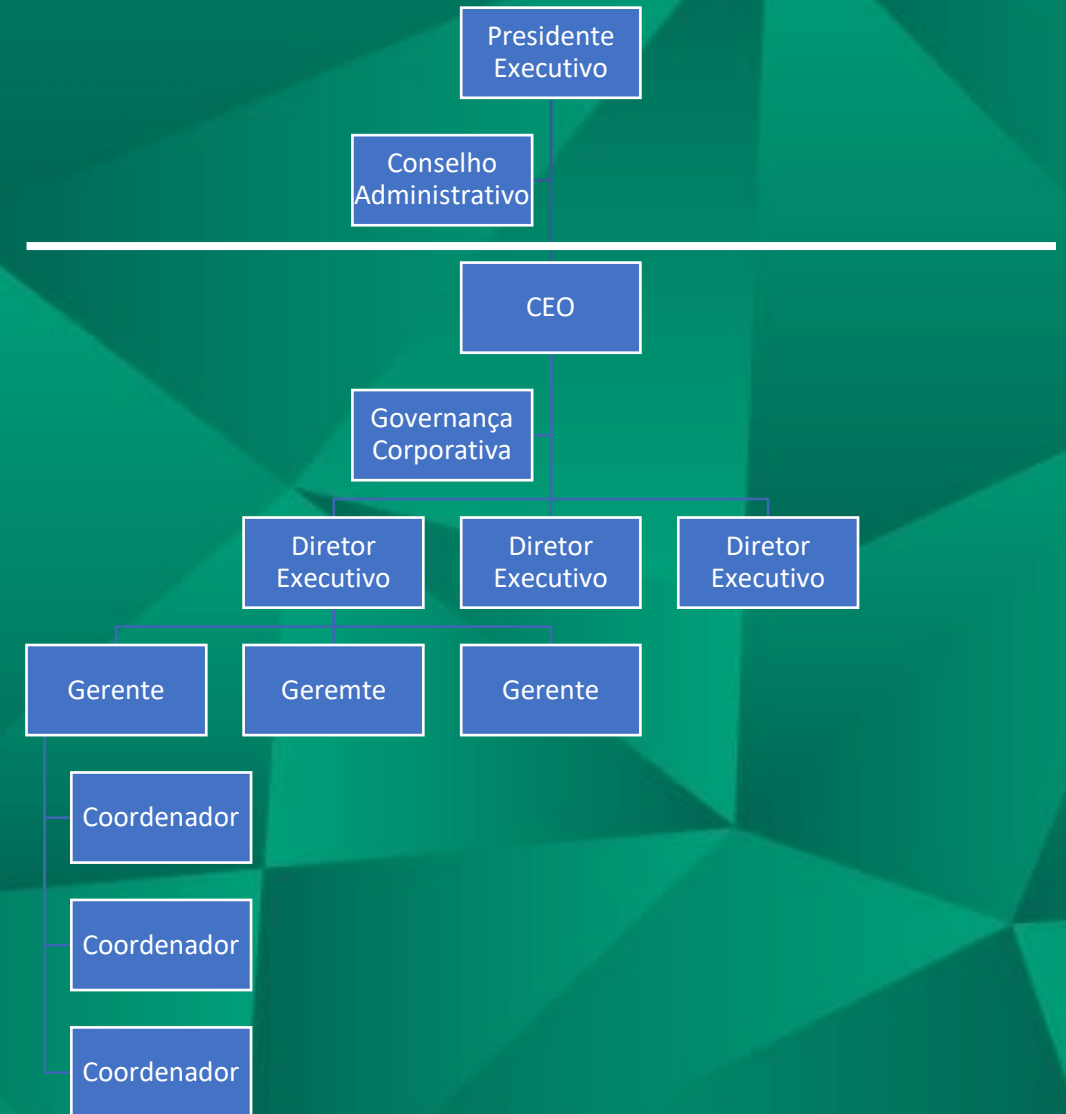 Presidente
Executivo
Conselho
Administrativo
CEO
Governança
Corporativa
Diretor
Executivo
Diretor
Executivo
Diretor
Executivo
Gerente
Geremte
Gerente
Coordenador
Coordenador
Coordenador